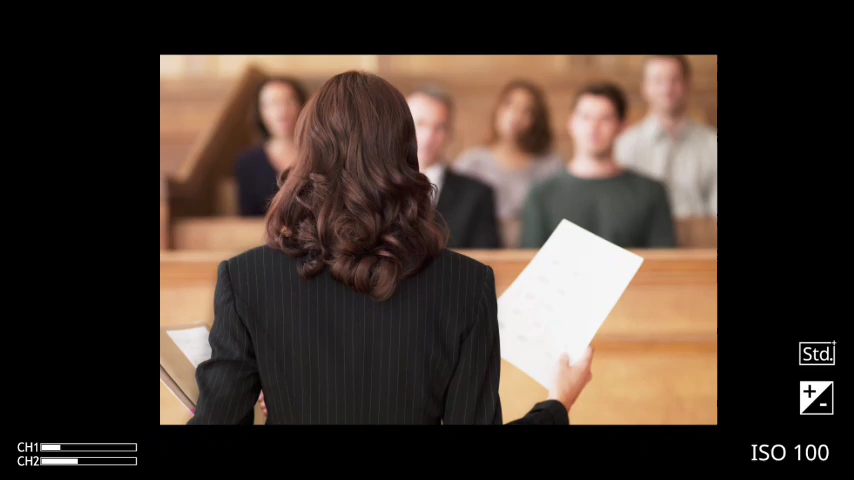 Std.+
+
-
CH1
CH2
ISO 100